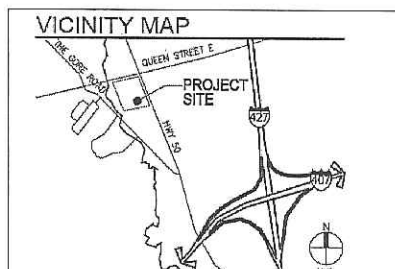 VICINITY MAP
THE GORE ROAD
QUEEN STREET E
PROJECT
SITE
HWY 50
427
407
N